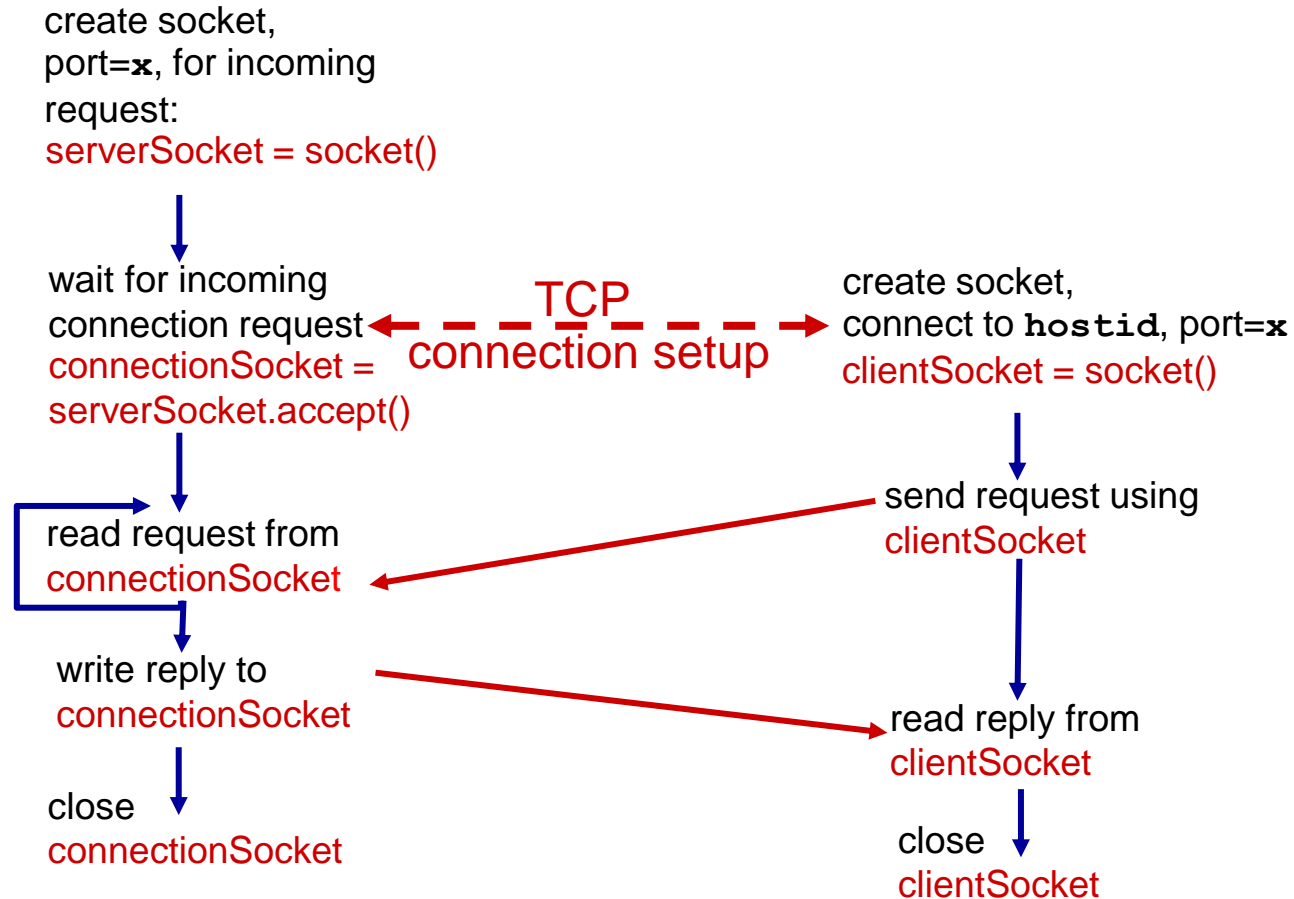 create socket,
port=x, for incoming
request:
serverSocket = socket()
wait for incoming
connection request
connectionSocket =
serverSocket.accept()
TCP
connection setup
create socket,
connect to hostid, port=x
clientSocket = socket()
send request using
clientSocket
read request from
connectionSocket
write reply to
connectionSocket
read reply from
clientSocket
close
connectionSocket
close
clientSocket